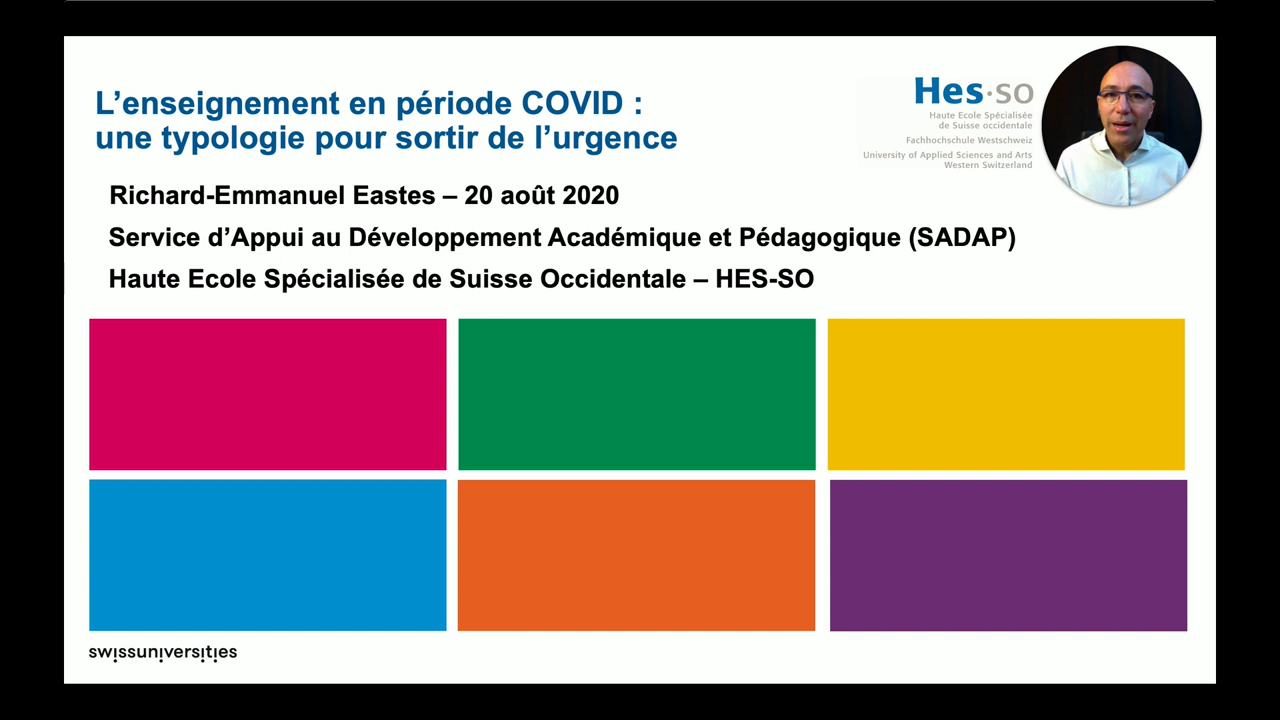 L’enseignement en période COVID :
une typologie pour sortir de l’urgence
Hes·so
Haute Ecole Spécialisée
de Suisse occidentale
Fachhochschule Westschweiz
University of Applied Sciences and Arts
Western Switzerland
Richard-Emmanuel Eastes – 20 août 2020
Service d’Appui au Développement Académique et Pédagogique (SADAP)
Haute Ecole Spécialisée de Suisse Occidentale – HES-SO
swissuniversities